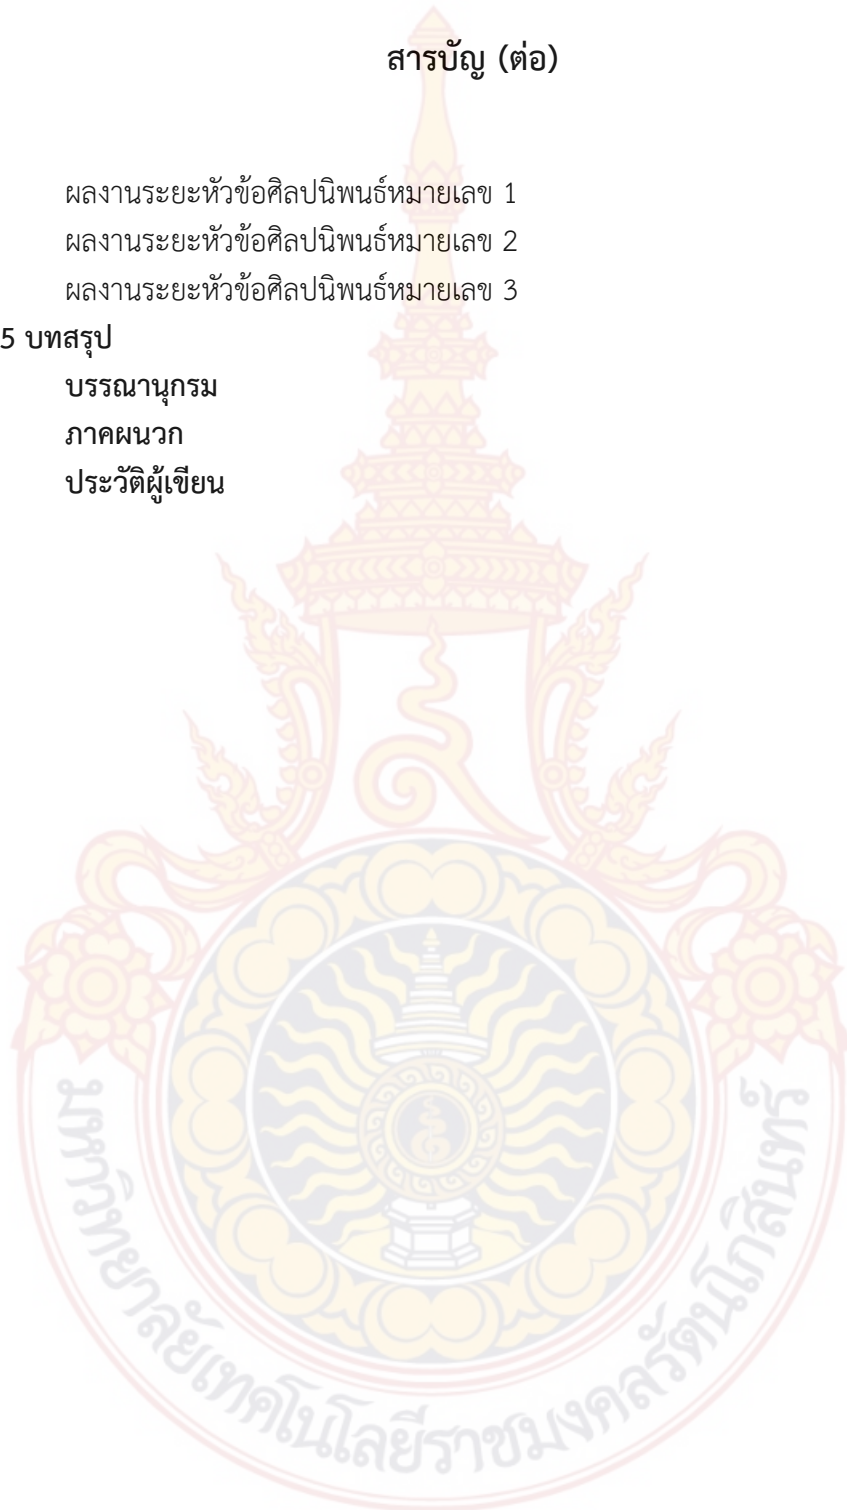 สารบัญ (ต่อ)
ผลงานระยะหัวข้อศิลปนิพนธ์หมายเลข 1
ผลงานระยะหัวข้อศิลปนิพนธ์หมายเลข 2
ผลงานระยะหัวข้อศิลปนิพนธ์หมายเลข 3
5 บทสรุป
บรรณานุกรม
ภาคผนวก
ประวัติผู้เขียน
มหาวิทยาลัยเทคโนโลยีราชมงคลรัตนโกสินทร์